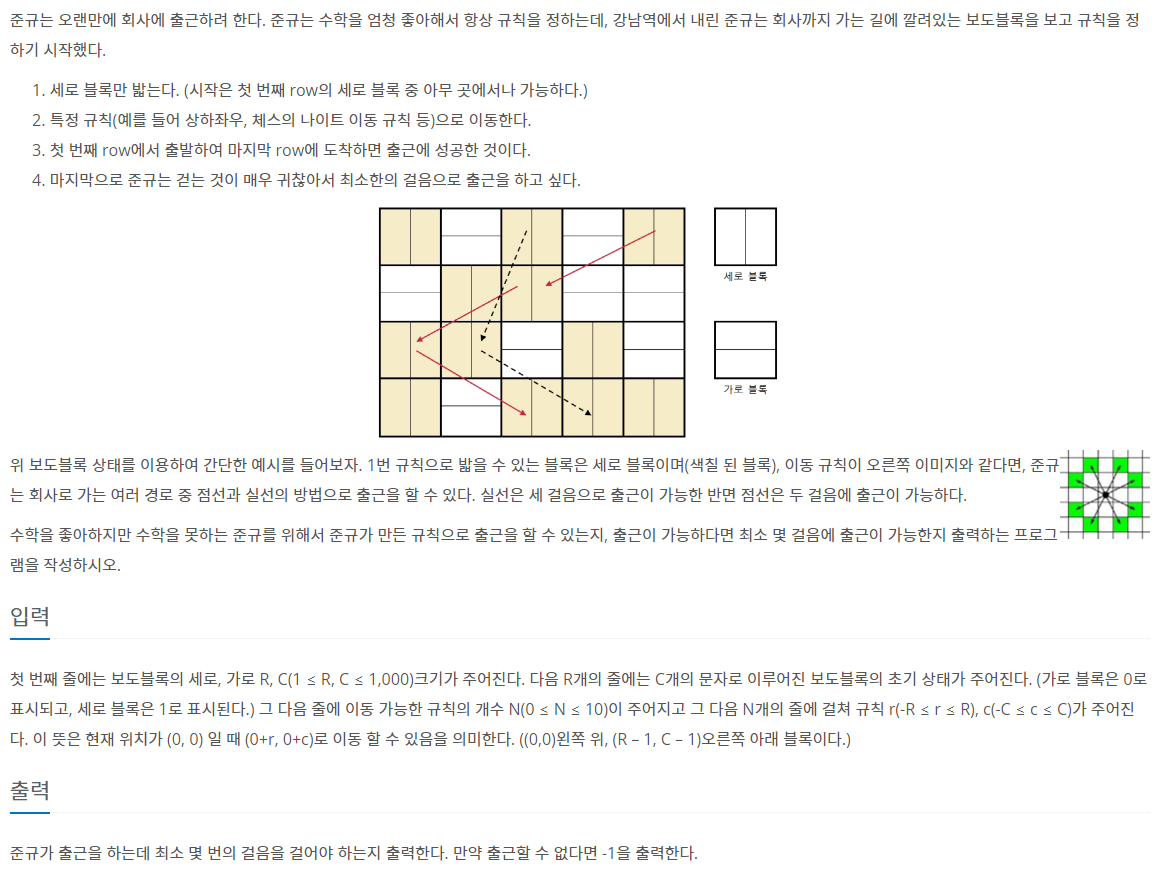 준규는 오랜만에 회사에 출근하려 한다. 준규는 수학을 엄청 좋아해서 항상 규칙을 정하는데, 강남역에서 내린 준규는 회사까지 가는 길에 깔려있는 보도블록을 보고 규칙을 정
하기 시작했다.
1. 세로 블록만 밟는다. (시작은 첫 번째 row의 세로 블록 중 아무 곳에서나 가능하다.)
2. 특정 규칙(예를 들어 상하좌우, 체스의 나이트 이동 규칙 등)으로 이동한다.
3. 첫 번째 row에서 출발하여 마지막 row에 도착하면 출근에 성공한 것이다.
4. 마지막으로 준규는 걷는 것이 매우 귀찮아서 최소한의 걸음으로 출근을 하고 싶다.
세로 블록
가로 블록
위 보도블록 상태를 이용하여 간단한 예시를 들어보자. 1번 규칙으로 밟을 수 있는 블록은 세로 블록이며(색칠 된 블록), 이동 규칙이 오른쪽 이미지와 같다면, 준규
는 회사로 가는 여러 경로 중 점선과 실선의 방법으로 출근을 할 수 있다. 실선은 세 걸음으로 출근이 가능한 반면 점선은 두 걸음에 출근이 가능하다.
수학을 좋아하지만 수학을 못하는 준규를 위해서 준규가 만든 규칙으로 출근을 할 수 있는지, 출근이 가능하다면 최소 몇 걸음에 출근이 가능한지 출력하는 프로그
램을 작성하시오.
입력
첫 번째 줄에는 보도블록의 세로, 가로 R, C(1 ≤ R, C ≤ 1,000)크기가 주어진다. 다음 R개의 줄에는 C개의 문자로 이루어진 보도블록의 초기 상태가 주어진다. (가로 블록은 0로
표시되고, 세로 블록은 1로 표시된다.) 그 다음 줄에 이동 가능한 규칙의 개수 N(0 ≤ N ≤ 10)이 주어지고 그 다음 N개의 줄에 걸쳐 규칙 r(-R ≤ r ≤ R), c(-C ≤ c ≤ C)가 주어진
다. 이 뜻은 현재 위치가 (0, 0) 일 때 (0+r, 0+c)로 이동 할 수 있음을 의미한다. ((0,0)왼쪽 위, (R – 1, C – 1)오른쪽 아래 블록이다.)
출력
준규가 출근을 하는데 최소 몇 번의 걸음을 걸어야 하는지 출력한다. 만약 출근할 수 없다면 -1을 출력한다.